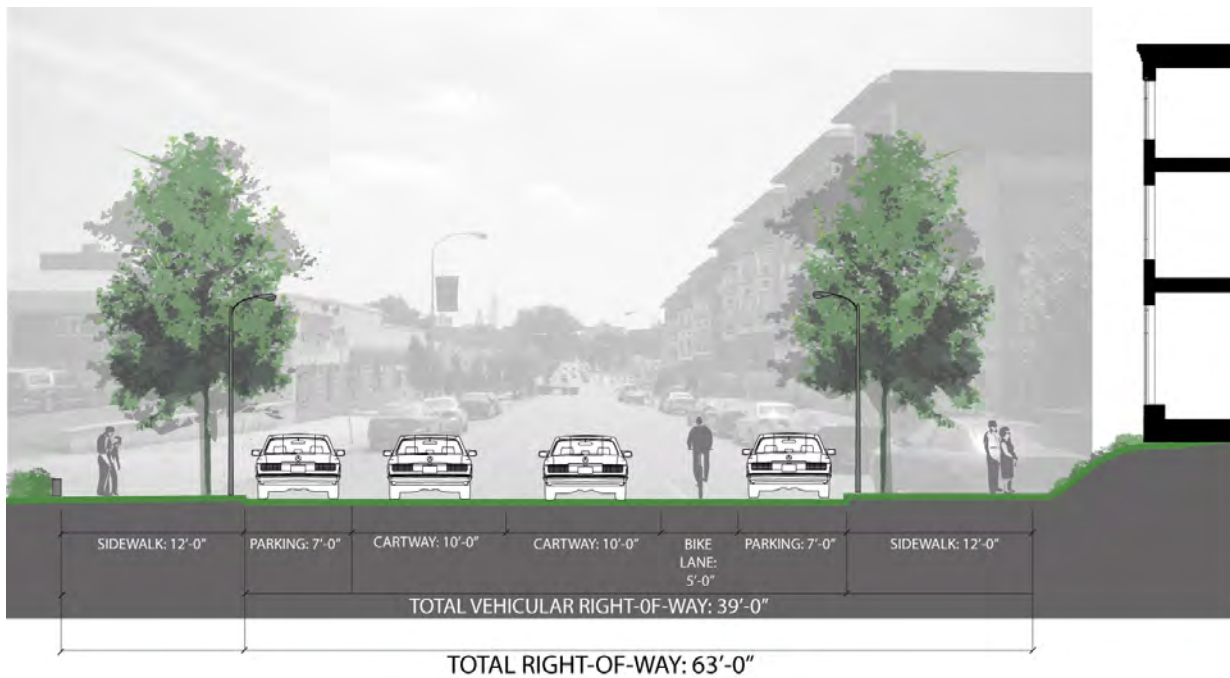 SIDEWALK: 12'-0"
PARKING: 7'-0"
CARTWAY: 10'-0"
CARTWAY: 10'-0"
BIKE
LANE:
5'-0"
PARKING: 7'-0"
SIDEWALK: 12'-0"
TOTAL VEHICULAR RIGHT-0F-WAY: 39'-0"
TOTAL RIGHT-OF-WAY: 63'-0"